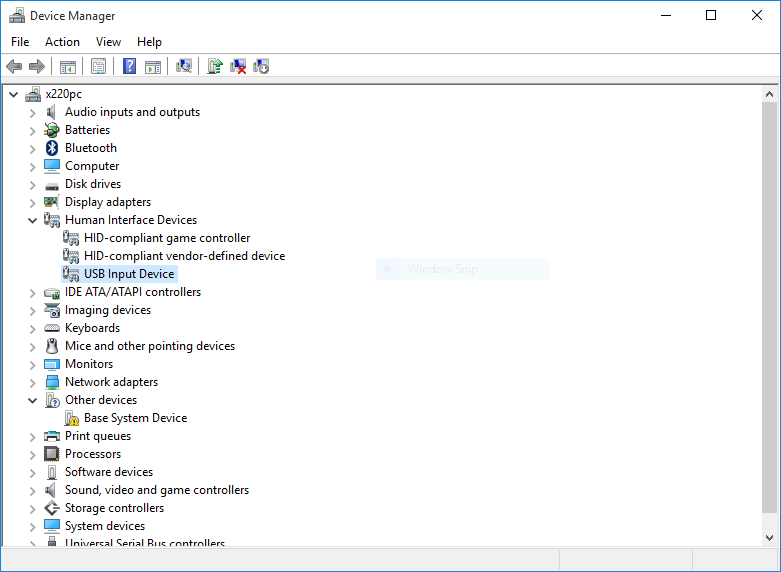 Device Manager
File Action View Help
x220pc
Audio inputs and outputs
Batteries
Bluetooth
Computer
Disk drives
Display adapters
Human Interface Devices
HID-compliant game controller
HID-compliant vendor-defined device
USB Input Device
Window Snip
IDE ATA/ATAPI controllers
Imaging devices
Keyboards
Mice and other pointing devices
Monitors
Network adapters
Other devices
Base System Device
Print queues
Processors
Software devices
Sound, video and game controllers
Storage controllers
System devices
Universal Serial Bus controllers